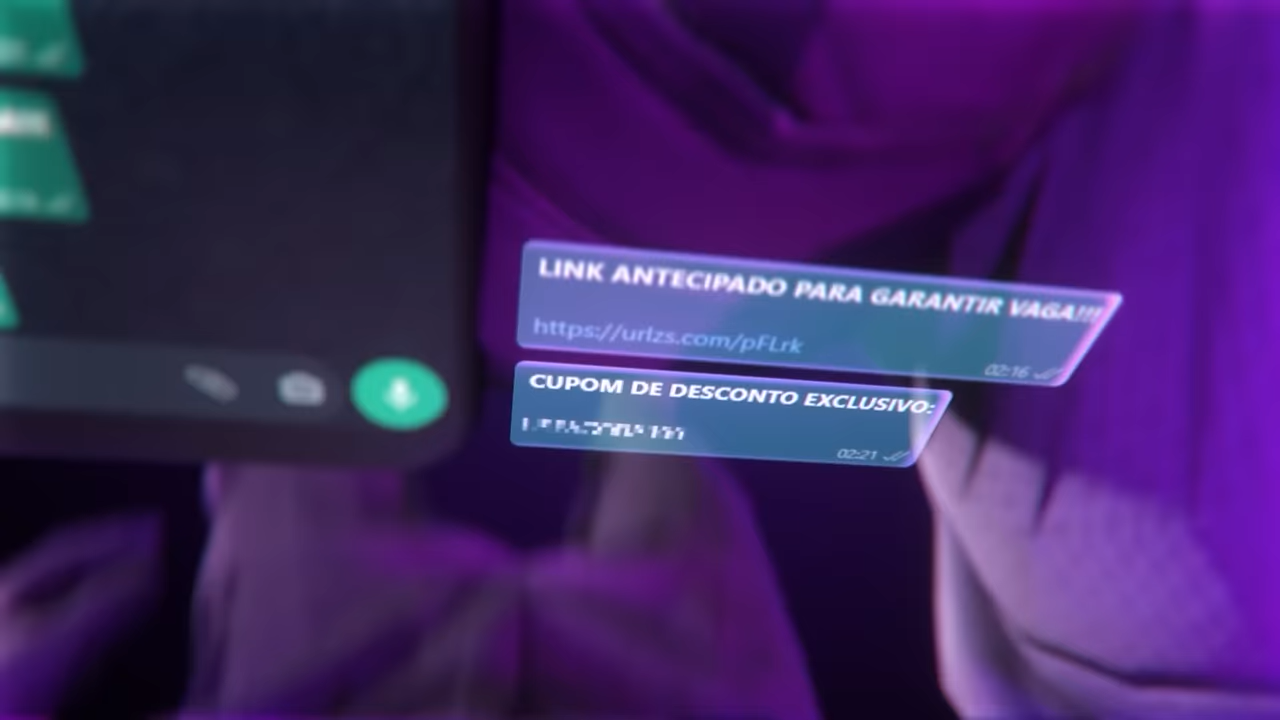 LINK ANTECIPADO PARA GARANTIR VAGA!!!
https://urlzs.com/pFLrk
02:16
CUPOM DE DESCONTO EXCLUSIVO:
02:21